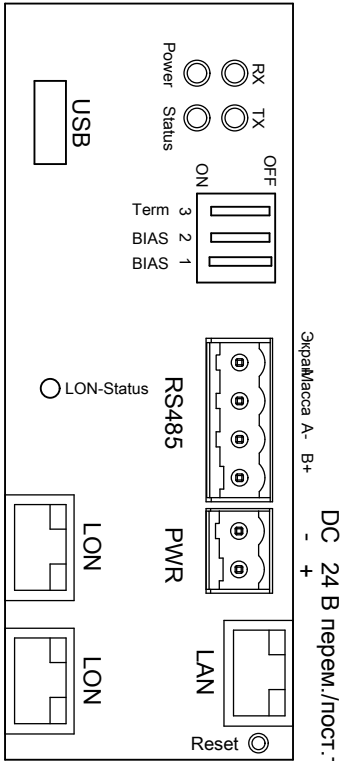 RX TX
Power Status
USB
OFF
ON
Term 3
BIAS 2
BIAS 1
Экран Масса A- B+
RS485
LON-Status
DC 24 В перем./пост.
- +
PWR
LON
LAN
LON
Reset